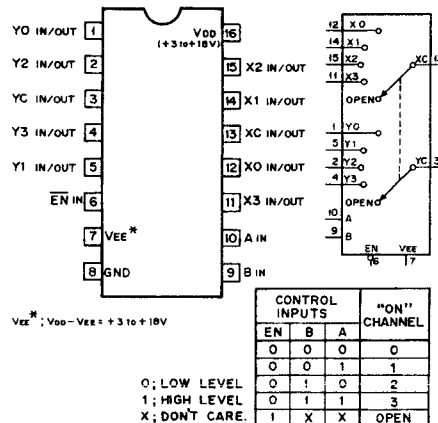 Y0 IN/OUT 1
Y2 IN/OUT 2
YC IN/OUT 3
Y3 IN/OUT 4
Y1 IN/OUT 5
EN IN 6
7 VEE*
8 GND
VDD 16
(+3 to +18V)
15 X2 IN/OUT
14 X1 IN/OUT
13 XC IN/OUT
12 X0 IN/OUT
11 X3 IN/OUT
10 A IN
9 B IN
12 X0
14 X1
15 X2
11 X3
XC
OPEN
1 Y0
5 Y1
2 Y2
4 Y3
YC 3
OPEN
10 A
9 B
EN VEE
6 7
VEE*; VDD-VEE = +3 to +18V
0; LOW LEVEL
1; HIGH LEVEL
X; DON'T CARE.
CONTROL INPUTS "ON" CHANNEL
EN B A
0 0 0 0
0 0 1 1
0 1 0 2
0 1 1 3
1 X X OPEN